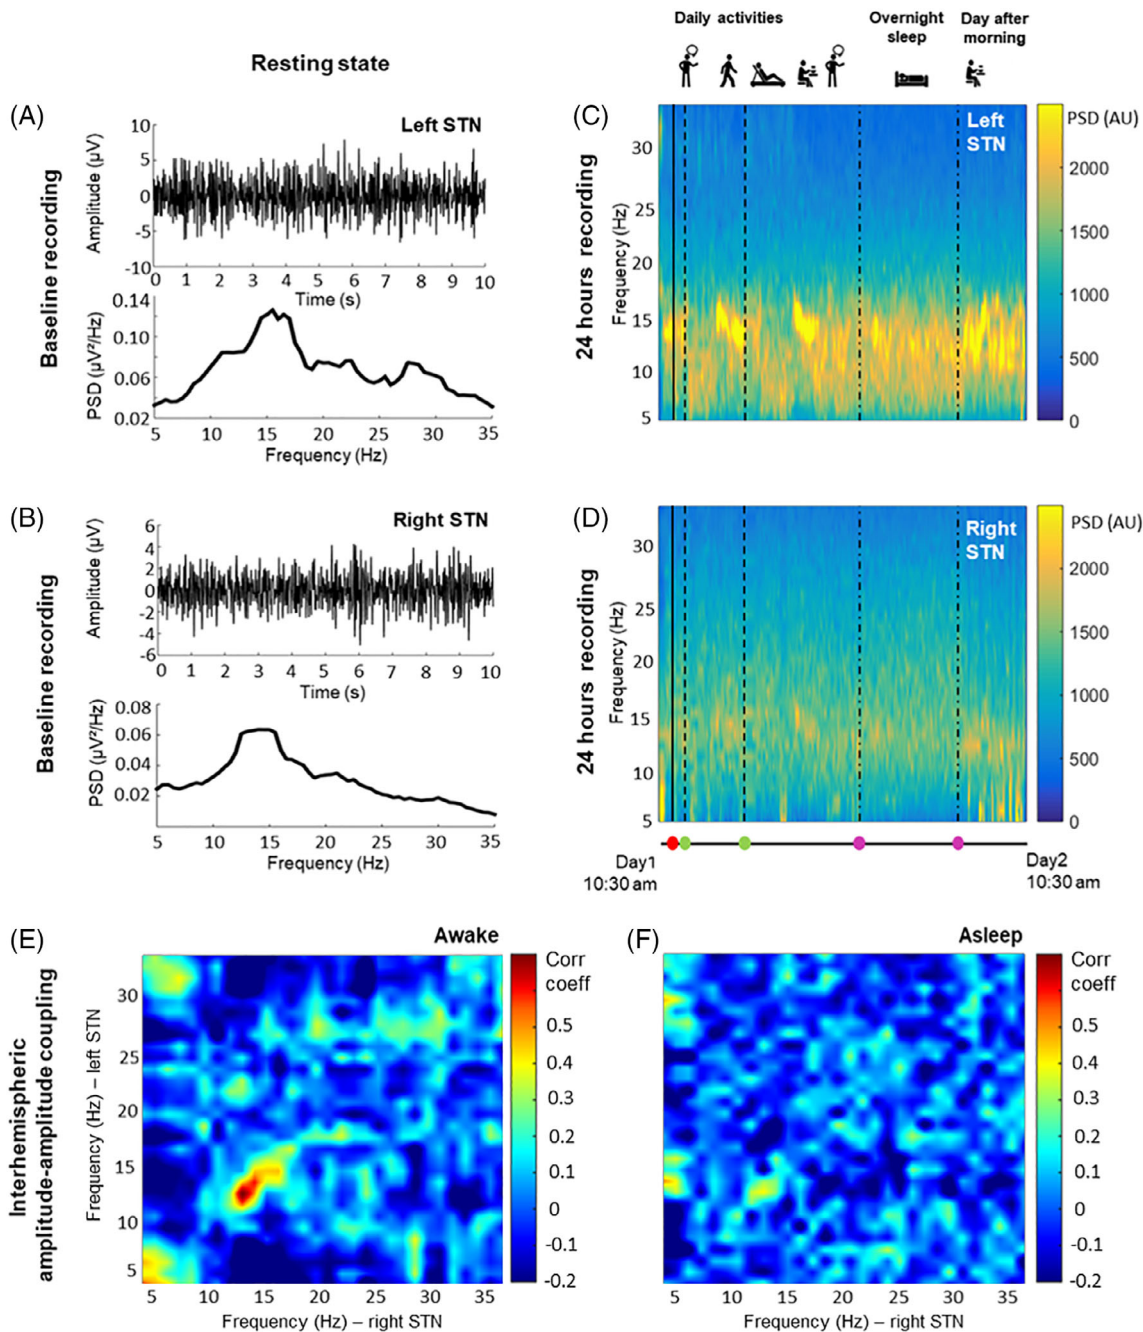 Resting state
Daily activities
Overnight sleep
Day after morning
(A)
Baseline recording
Left STN
Amplitude (µV)
10
5
0
-5
-10
0 1 2 3 4 5 6 7 8 9 10
Time (s)
PSD (µV²/Hz)
0.14
0.10
0.06
0.02
5 10 15 20 25 30 35
Frequency (Hz)
(C)
24 hours recording
Left STN
Frequency (Hz)
30
25
20
15
10
5
PSD (AU)
2000
1500
1000
500
0
(B)
Baseline recording
Right STN
Amplitude (µV)
6
4
2
0
-2
-4
-6
0 1 2 3 4 5 6 7 8 9 10
Time (s)
PSD (µV²/Hz)
0.08
0.06
0.04
0.02
5 10 15 20 25 30 35
Frequency (Hz)
(D)
24 hours recording
Right STN
Frequency (Hz)
30
25
20
15
10
5
PSD (AU)
2000
1500
1000
500
0
Day1
10:30 am
Day2
10:30 am
(E)
Interhemispheric
amplitude-amplitude coupling
Awake
Frequency (Hz) – left STN
30
25
20
15
10
5
5 10 15 20 25 30 35
Frequency (Hz) – right STN
Corr coeff
0.5
0.4
0.3
0.2
0.1
0
-0.1
-0.2
(F)
Asleep
5 10 15 20 25 30 35
Frequency (Hz) – right STN
Corr coeff
0.5
0.4
0.3
0.2
0.1
0
-0.1
-0.2